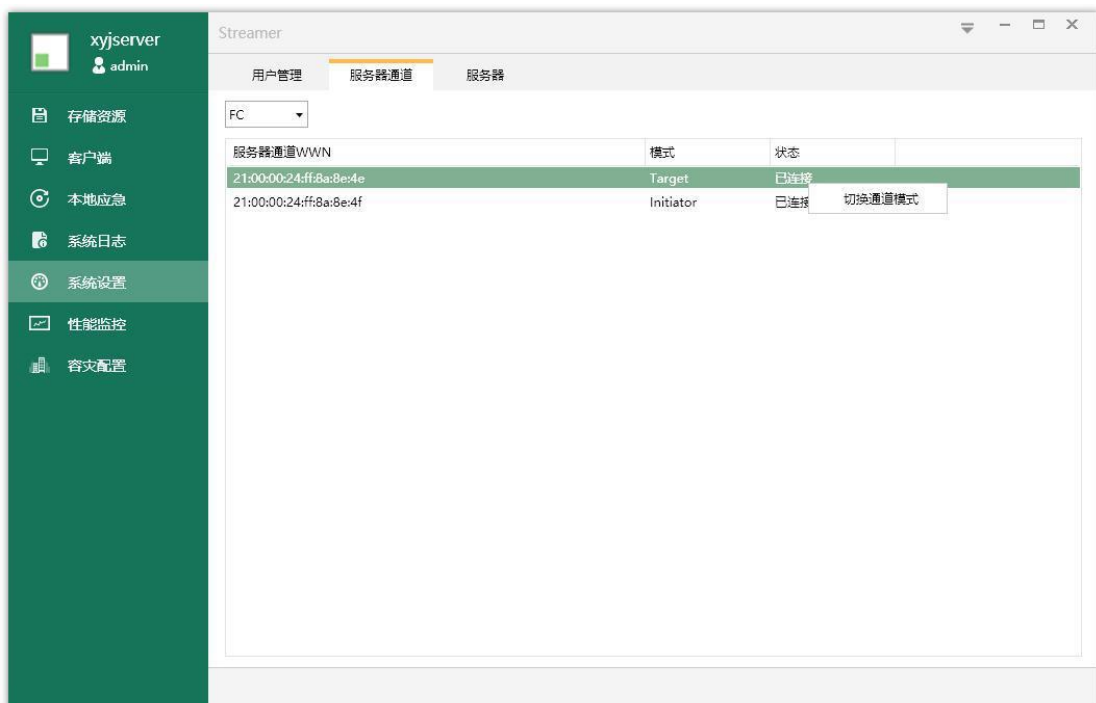 xyjserver
admin
存储资源
客户端
本地应急
系统日志
系统设置
性能监控
容灾配置
Streamer
用户管理 服务器通道 服务器
FC
服务器通道WWN 模式 状态
21:00:00:24:ff:8a:8e:4e Target 已连接
21:00:00:24:ff:8a:8e:4f Initiator 已连接
切换通道模式